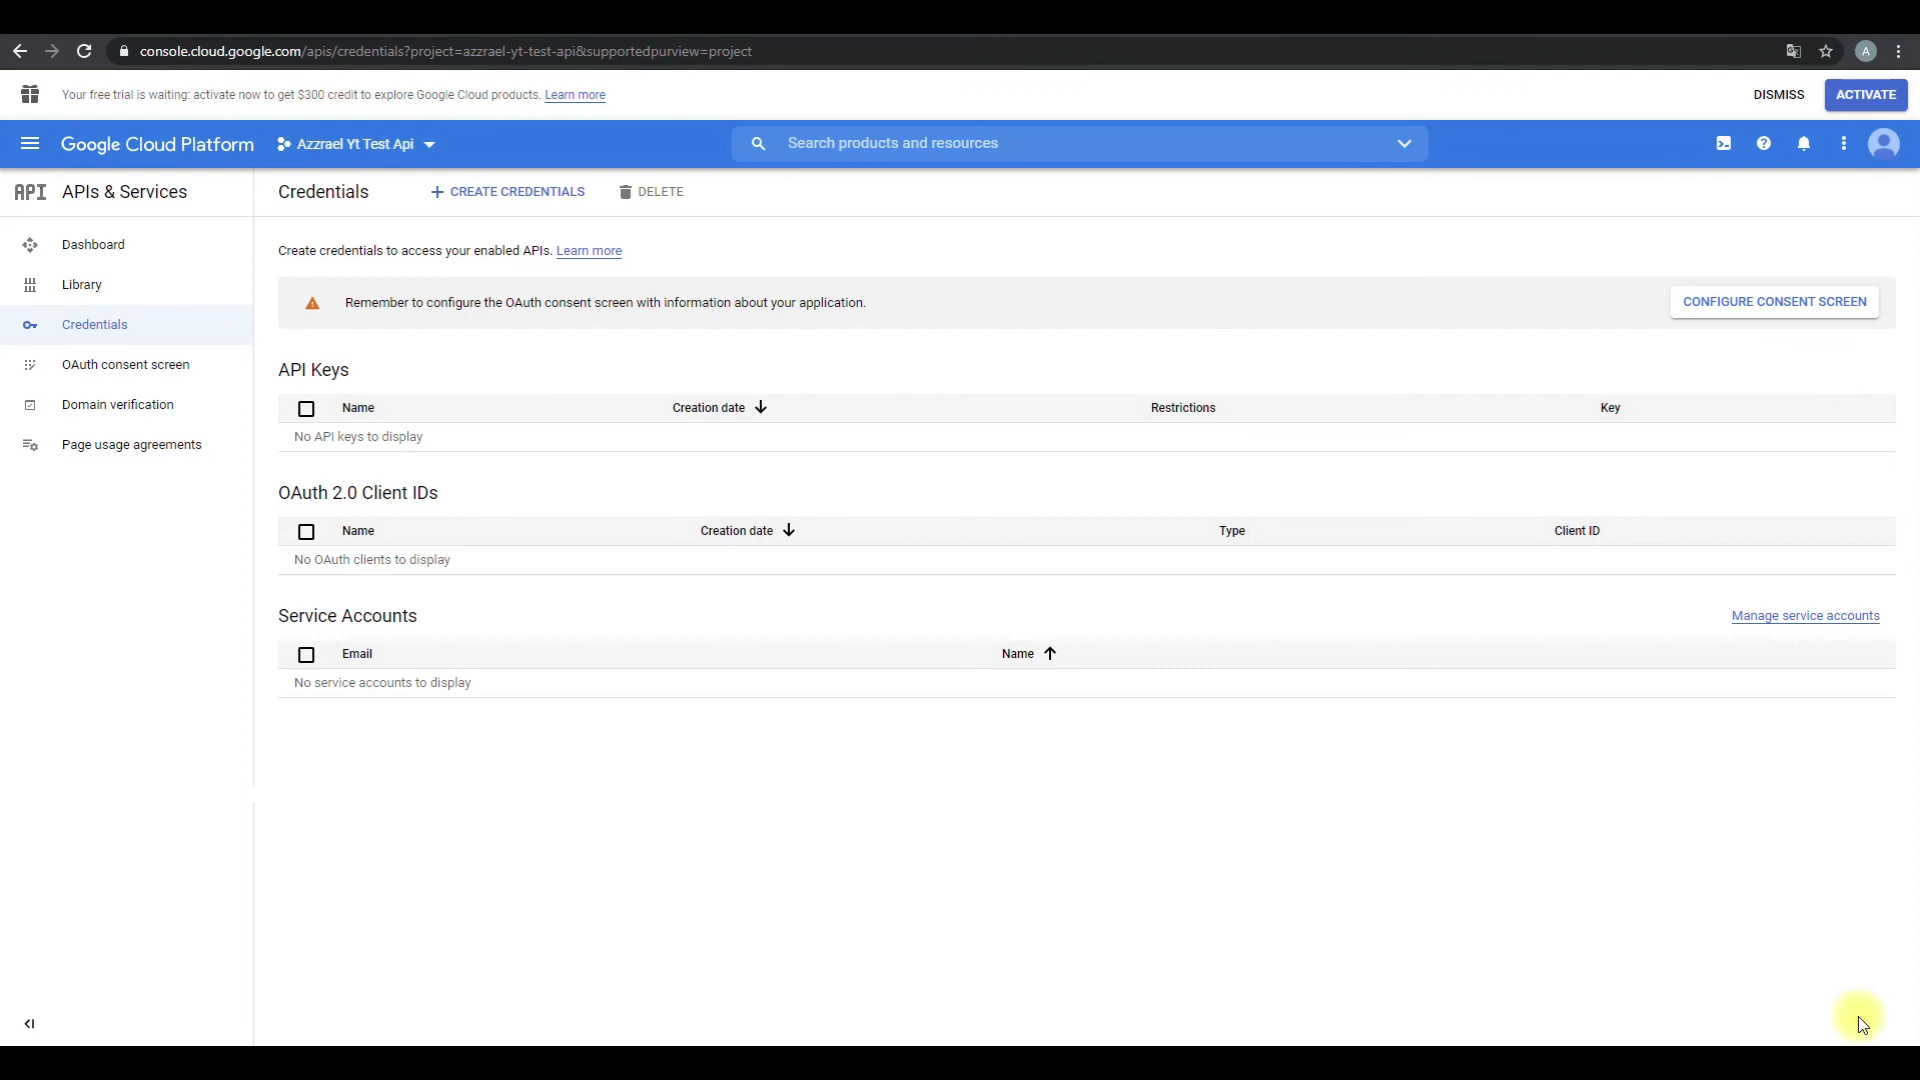 console.cloud.google.com/apis/credentials?project=azzrael-yt-test-api&supportedpurview=project
A
Your free trial is waiting: activate now to get $300 credit to explore Google Cloud products. Learn more
DISMISS
ACTIVATE
Google Cloud Platform
Azzrael Yt Test Api
Search products and resources
API
APIs & Services
Credentials
CREATE CREDENTIALS
DELETE
Dashboard
Library
Credentials
OAuth consent screen
Domain verification
Page usage agreements
Create credentials to access your enabled APIs. Learn more
Remember to configure the OAuth consent screen with information about your application.
CONFIGURE CONSENT SCREEN
API Keys
Name
Creation date
Restrictions
Key
No API keys to display
OAuth 2.0 Client IDs
Name
Creation date
Type
Client ID
No OAuth clients to display
Service Accounts
Manage service accounts
Email
Name
No service accounts to display